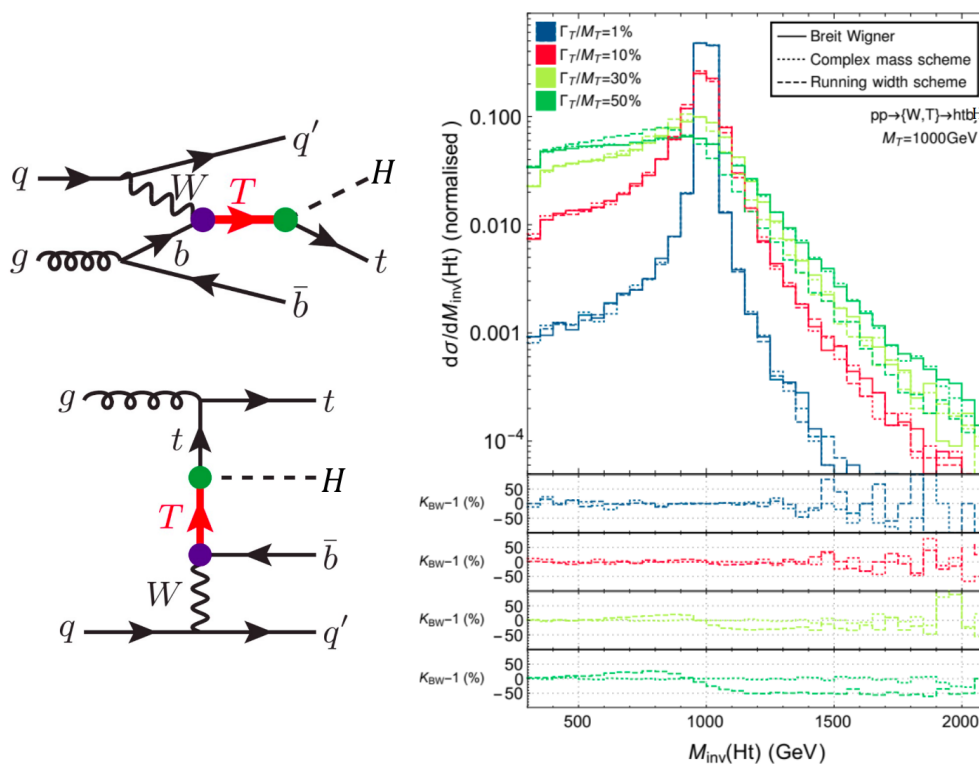 q
q′
W
T
H
g
b
t
b̄
g
t
t
H
T
b̄
W
q
q′
Γ_T/M_T=1%
Γ_T/M_T=10%
Γ_T/M_T=30%
Γ_T/M_T=50%
Breit Wigner
Complex mass scheme
Running width scheme
pp→{W,T}→htbj
M_T=1000GeV
dσ/dM_inv(Ht) (normalised)
0.100
0.010
0.001
10⁻⁴
K_BW−1 (%)
50
0
−50
K_BW−1 (%)
50
0
−50
K_BW−1 (%)
50
0
−50
K_BW−1 (%)
50
0
−50
500
1000
1500
2000
M_inv(Ht) (GeV)